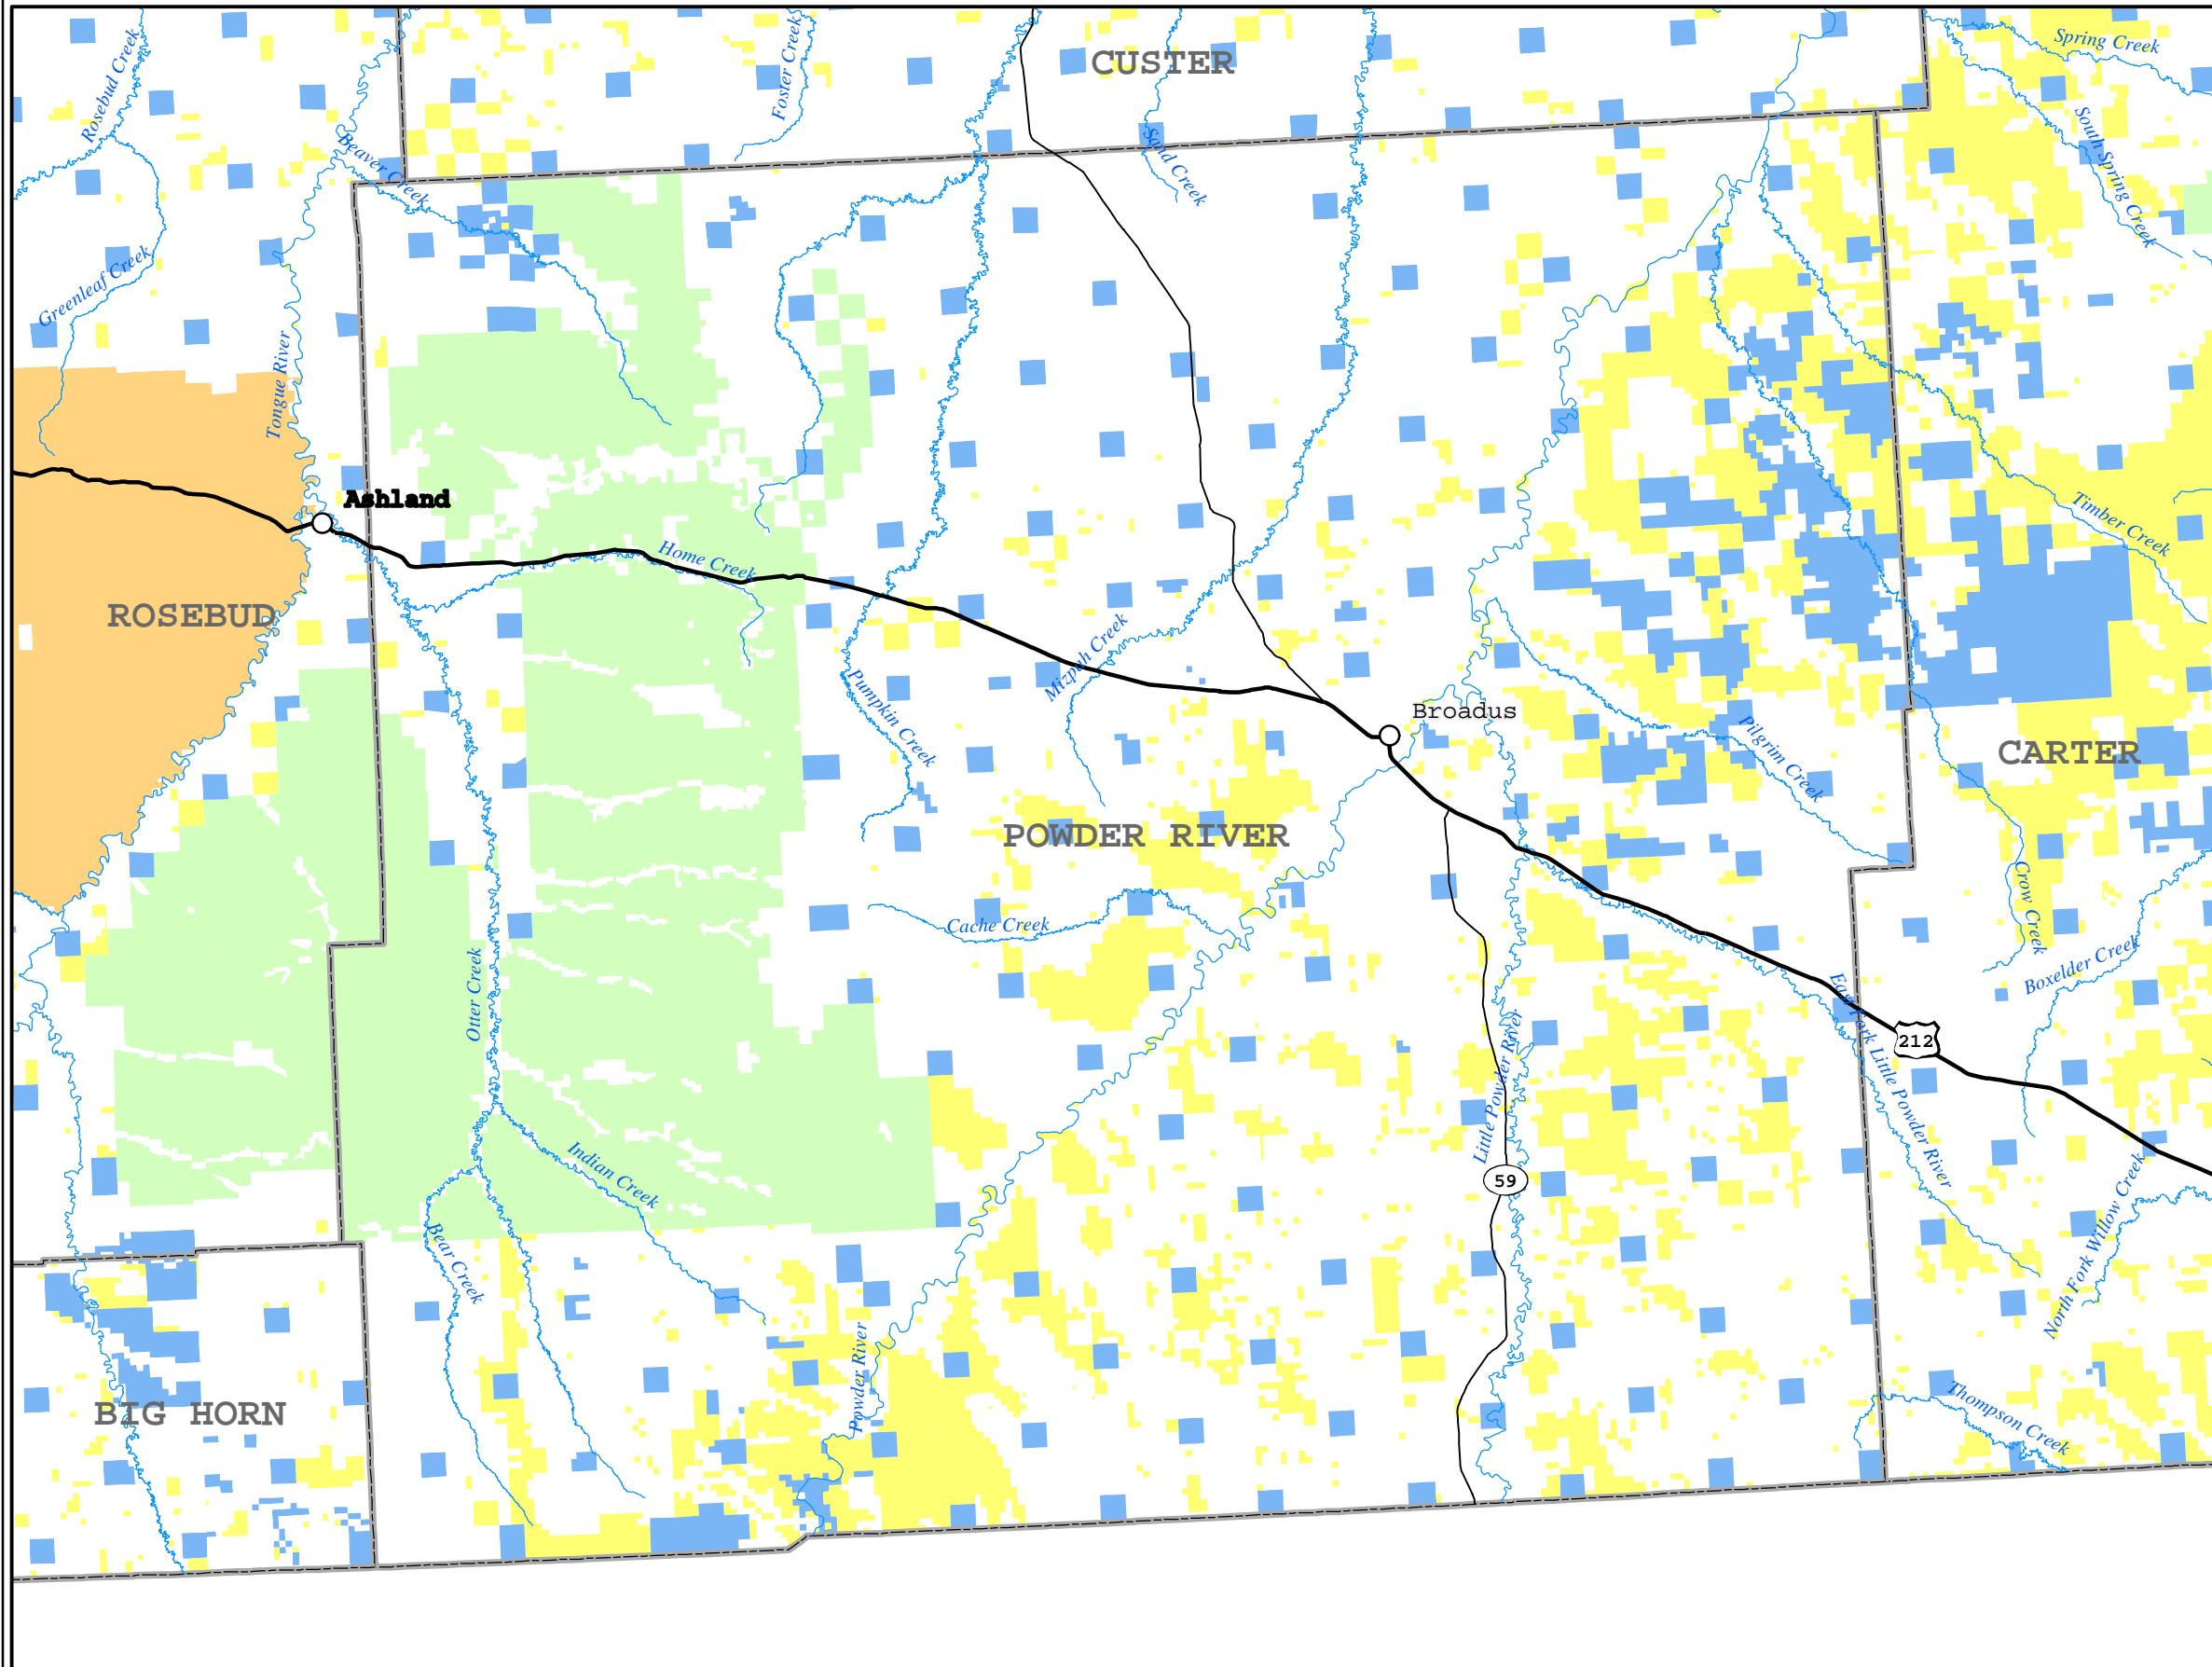 CUSTER
Spring Creek
Rosebud Creek
Foster Creek
Beaver Creek
Sand Creek
South Spring Creek
Greenleaf Creek
Tongue River
Ashland
Timber Creek
Home Creek
ROSEBUD
Mizpah Creek
Pumpkin Creek
Broadus
Pilgrim Creek
CARTER
POWDER RIVER
Cache Creek
Crow Creek
Boxelder Creek
Otter Creek
East Fork Little Powder River
212
Little Powder River
59
Indian Creek
Bear Creek
North Fork Willow Creek
Powder River
BIG HORN
Thompson Creek